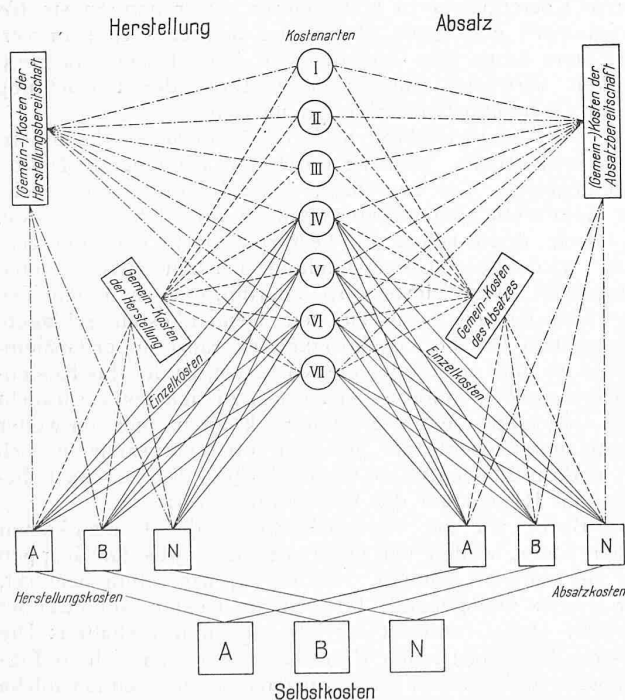 Herstellung
Absatz
Kostenarten
I
II
III
IV
V
VI
VII
(Gemein-)Kosten der
Herstellungsbereitschaft
(Gemein-)Kosten der
Absatzbereitschaft
Gemein-Kosten
der Herstellung
Gemein-Kosten
des Absatzes
Einzelkosten
Einzelkosten
A
B
N
A
B
N
Herstellungskosten
Absatzkosten
A
B
N
Selbstkosten